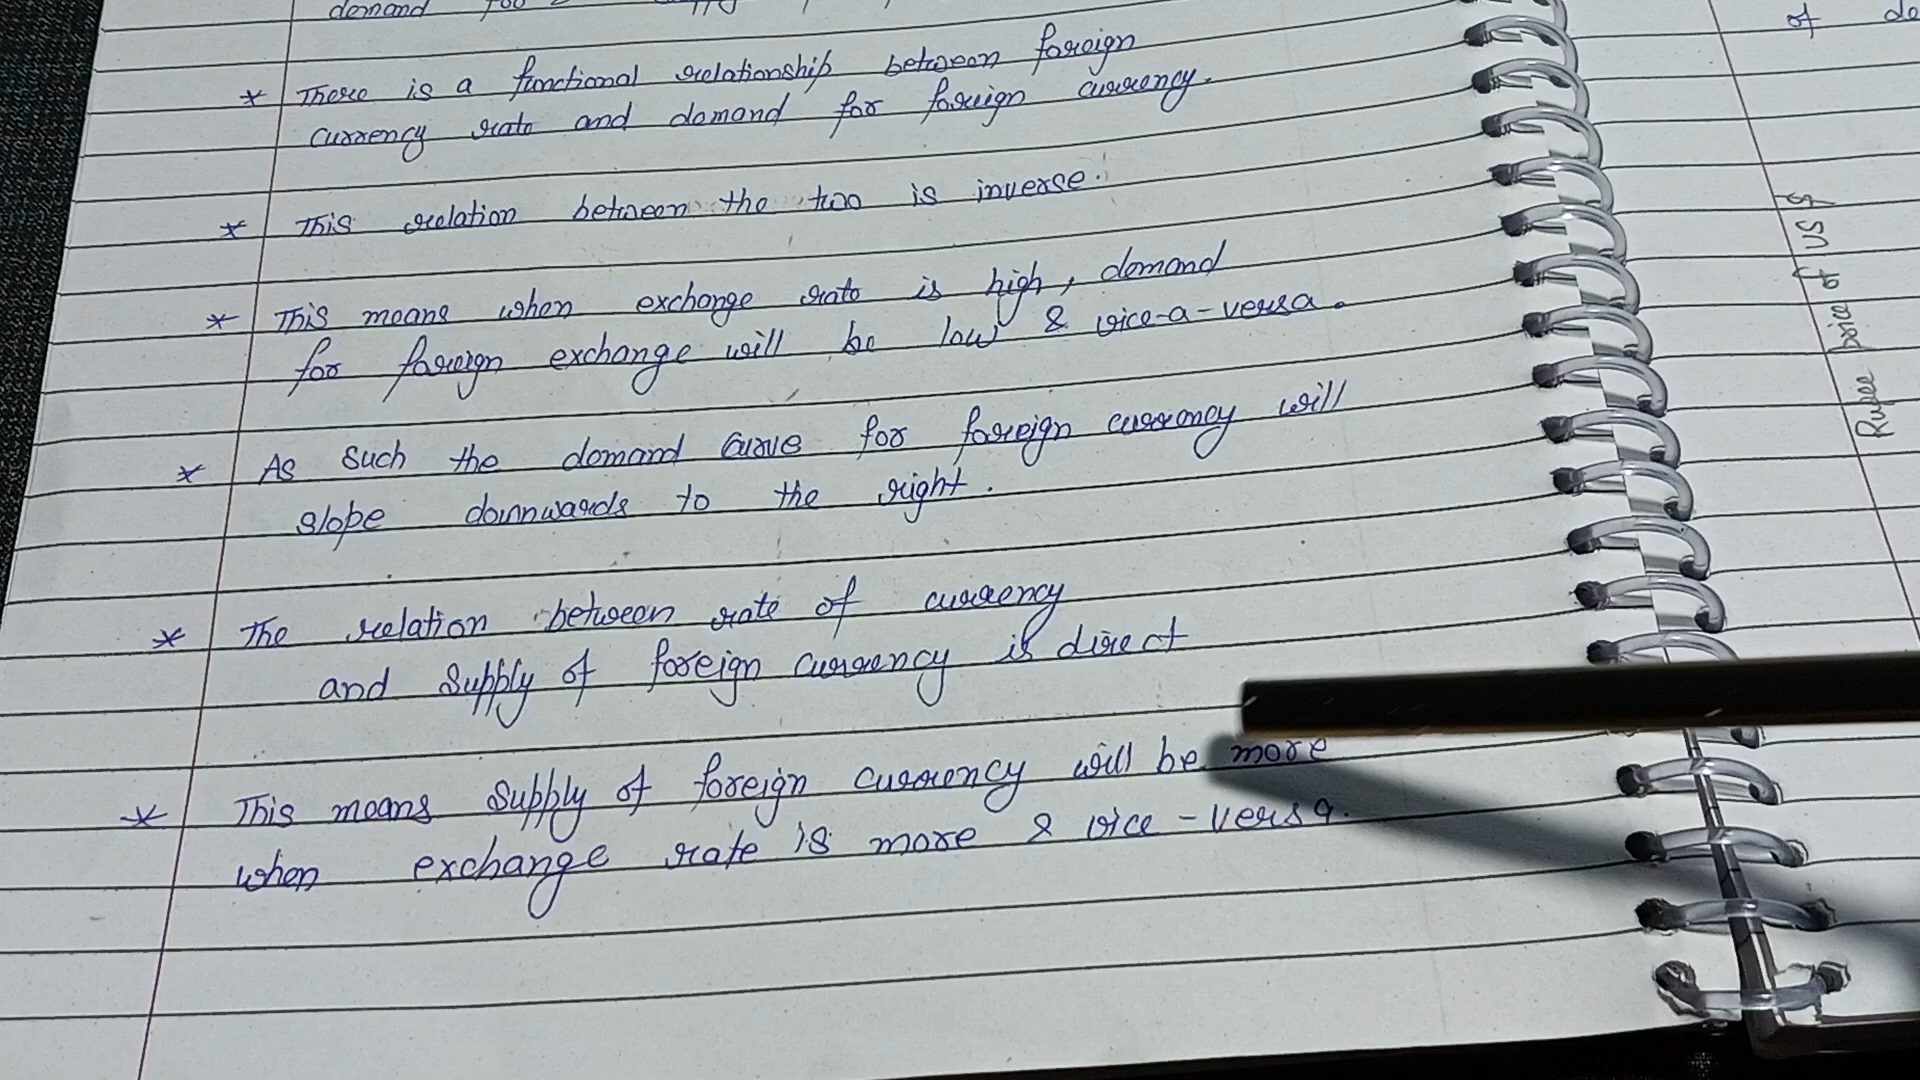 demand
* There is a functional relationship between foreign
currency rate and demand for foreign currency.
* This relation between the two is inverse.
* This means when exchange rate is high, demand
for foreign exchange will be low & vice-a-versa.
* As Such the demand curve for foreign currency will
slope downwards to the right.
* The relation between rate of currency
and Supply of foreign currency is direct
* This means Supply of foreign currency will be more
when exchange rate is more & vice-versa.
of
Rupee price of US $